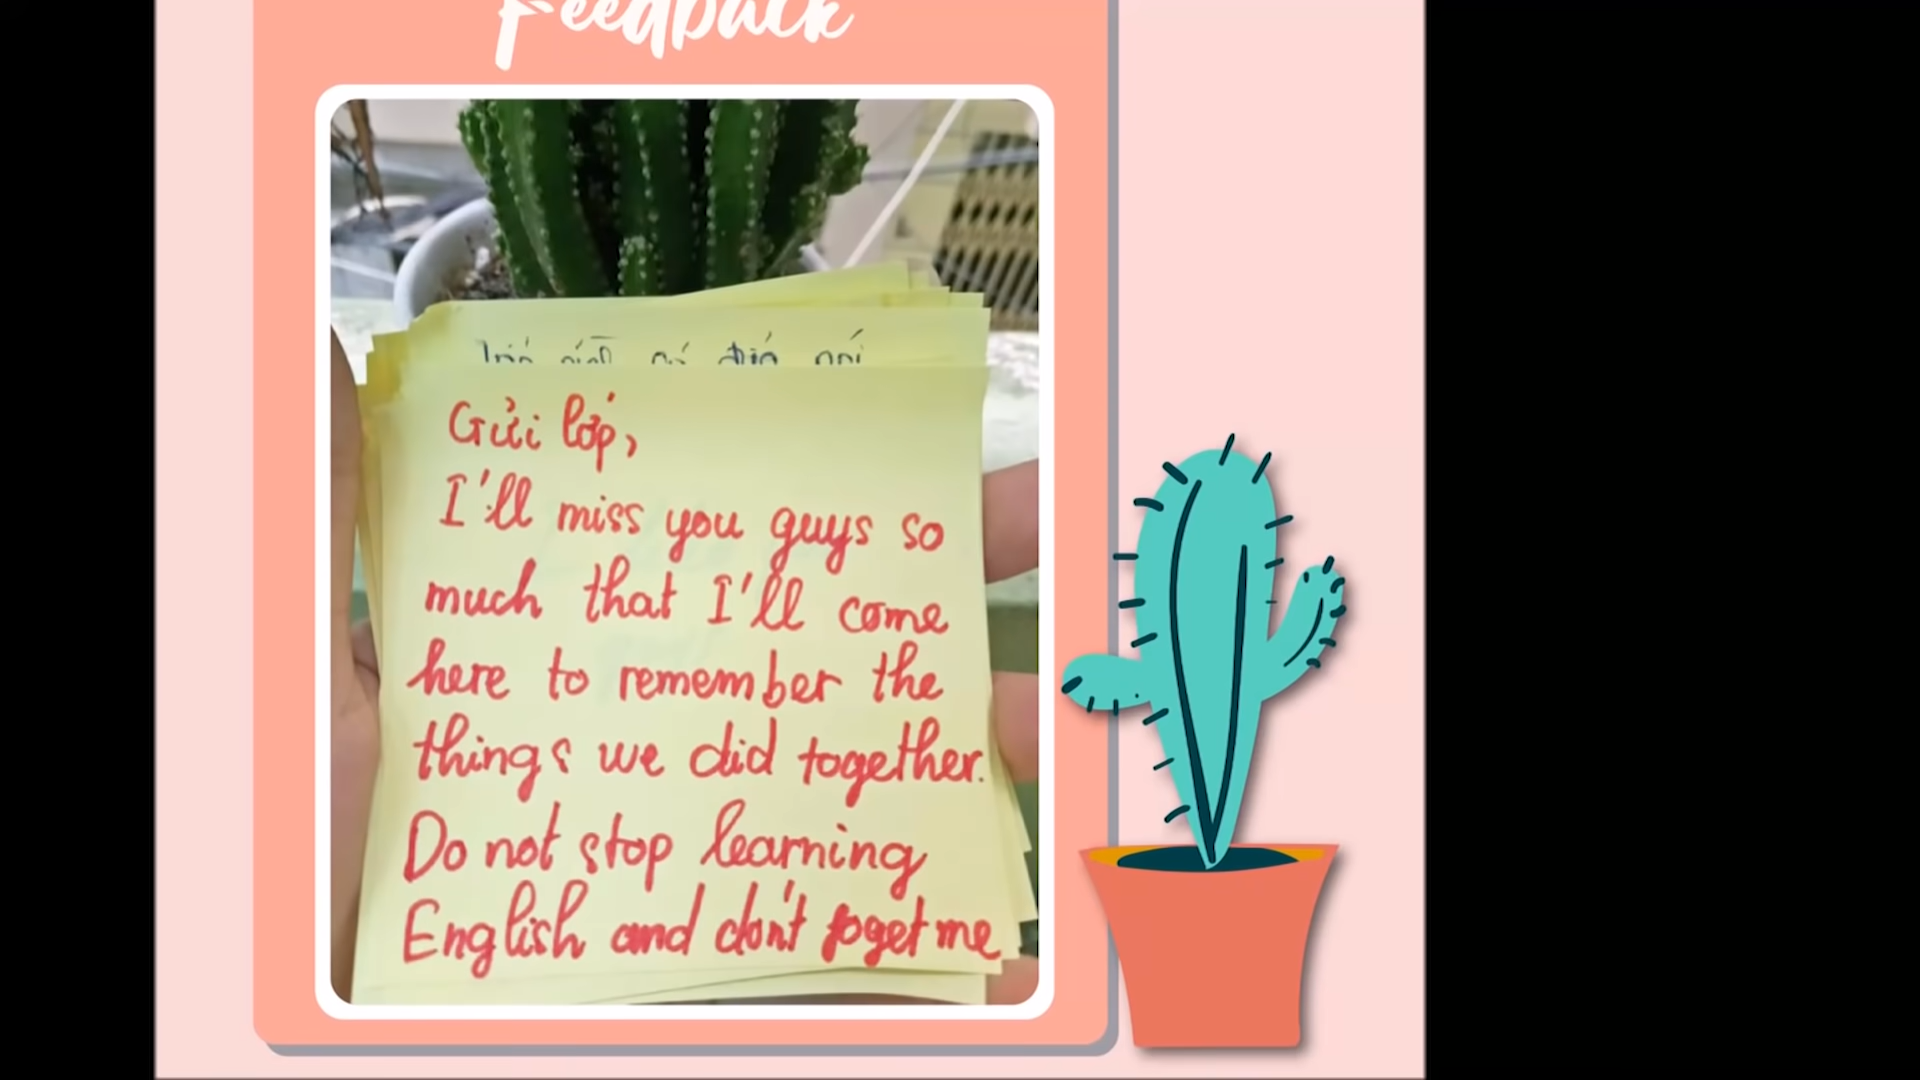 Feedback
Gửi lớp,
I'll miss you guys so
much that I'll come
here to remember the
things we did together.
Do not stop learning
English and don't foget me